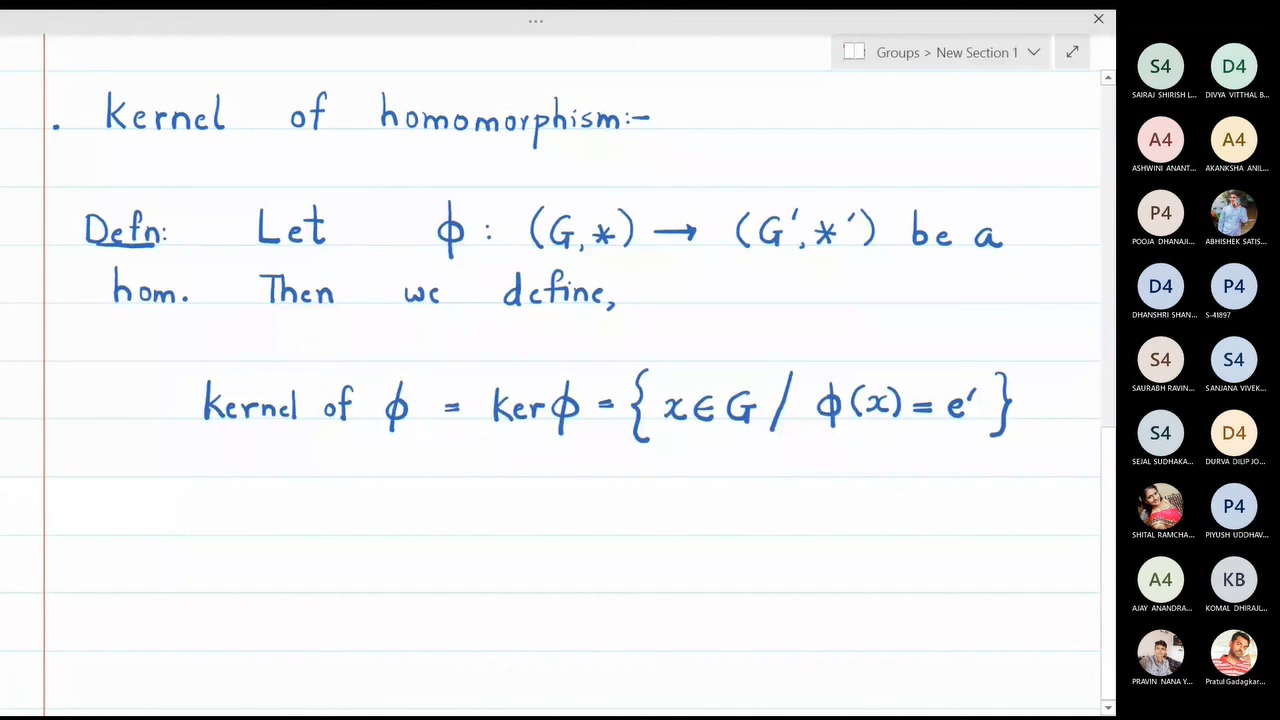 Groups > New Section 1
. Kernel of homomorphism:-
Defn: Let ϕ : (G,*) → (G',*') be a
hom. Then we define,
kernel of ϕ = kerϕ = { x∈G / ϕ(x) = e' }
S4 D4
SAIRAJ SHIRISH L... DIVYA VITTHAL B...
A4 A4
ASHWINI ANANT... AKANKSHA ANIL...
P4
POOJA DHANAJI... ABHISHEK SATIS...
D4 P4
DHANSHRI SHAN... S-41897
S4 S4
SAURABH RAVIN... SANJANA VIVEK...
S4 D4
SEJAL SUDHAKA... DURVA DILIP JO...
P4
SHITAL RAMCHA... PIYUSH UDDHAV...
A4 KB
AJAY ANANDRA... KOMAL DHIRAJL...
PRAVIN NANA Y... Pratul Gadagkar...